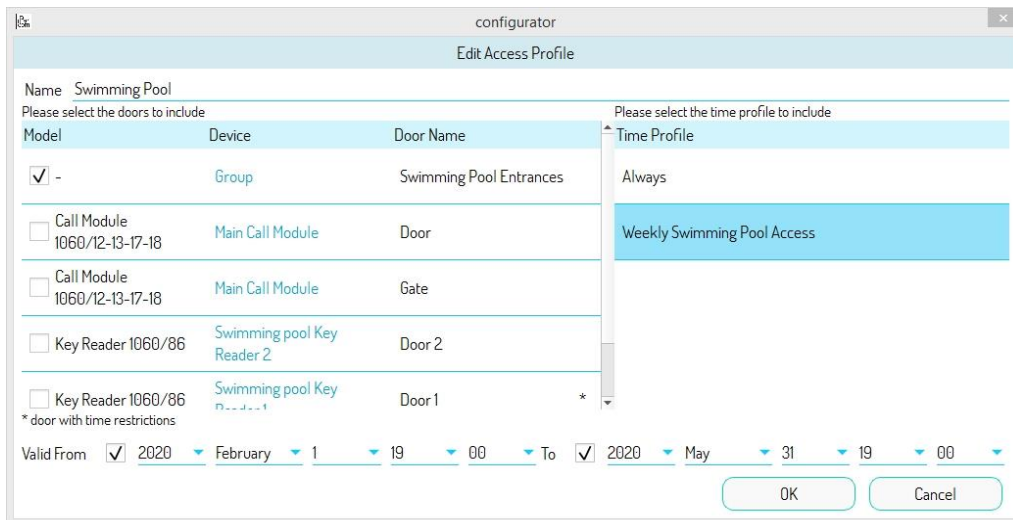 configurator
Edit Access Profile
Name Swimming Pool
Please select the doors to include
Please select the time profile to include
Model Device Door Name Time Profile
- Group Swimming Pool Entrances Always
Call Module
1060/12-13-17-18 Main Call Module Door Weekly Swimming Pool Access
Call Module
1060/12-13-17-18 Main Call Module Gate
Key Reader 1060/86 Swimming pool Key
Reader 2 Door 2
Key Reader 1060/86 Swimming pool Key
Reader 1 Door 1 *
* door with time restrictions
Valid From 2020 February 1 19 00 To 2020 May 31 19 00
OK Cancel